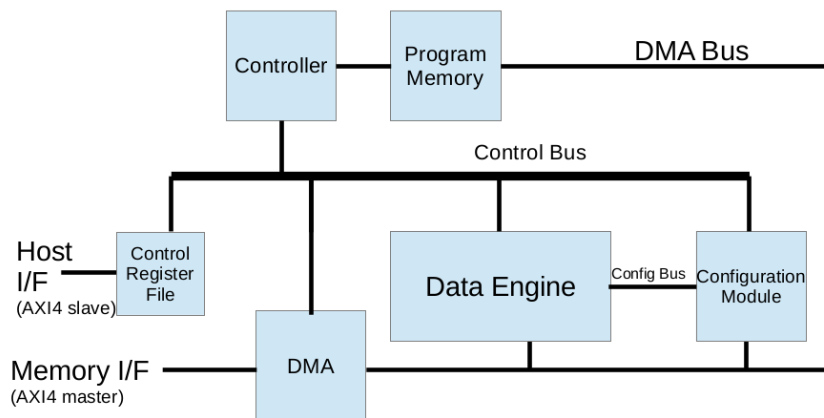 Controller
Program
Memory
DMA Bus
Control Bus
Host
I/F
(AXI4 slave)
Control
Register
File
Data Engine
Config Bus
Configuration
Module
Memory I/F
(AXI4 master)
DMA